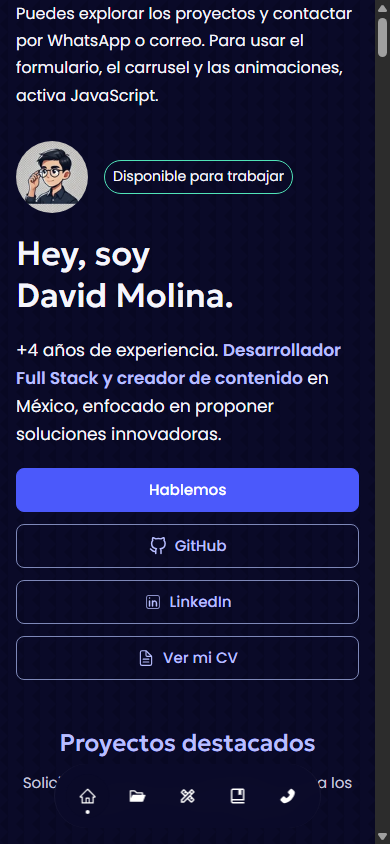 Puedes explorar los proyectos y contactar
por WhatsApp o correo. Para usar el
formulario, el carrusel y las animaciones,
activa JavaScript.
Disponible para trabajar
Hey, soy
David Molina.
+4 años de experiencia. Desarrollador
Full Stack y creador de contenido en
México, enfocado en proponer
soluciones innovadoras.
Hablemos
GitHub
LinkedIn
Ver mi CV
Proyectos destacados
los